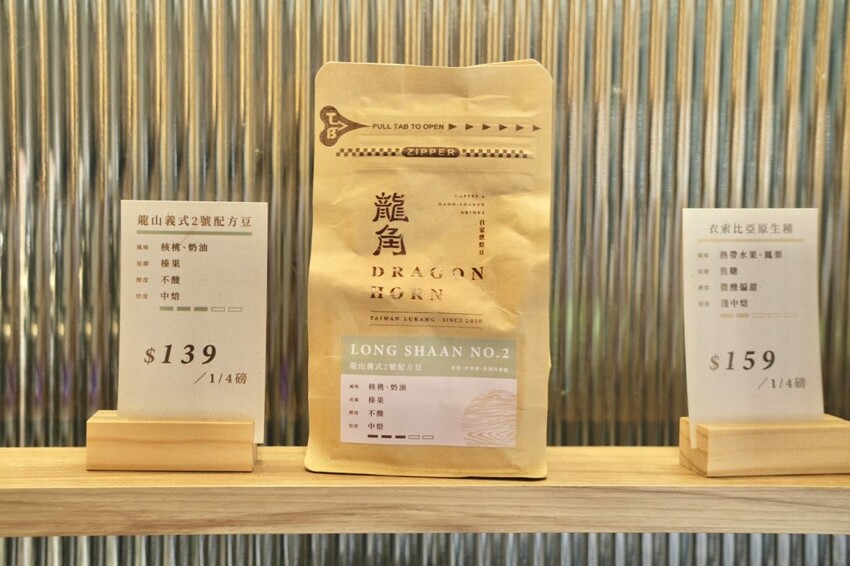 龍山義式2號配方豆
風味 核桃、奶油
尾韻 榛果
酸度 不酸
焙度 中焙
$139
/1/4磅
TB
PULL TAB TO OPEN
ZIPPER
龍角
COFFEE &
HAND-SHAKEN
DRINKS
自家烘焙豆
DRAGON
HORN
TAIWAN LUKANG · SINCE 2010
LONG SHAAN NO.2
龍山義式2號配方豆
風味 核桃、奶油
尾韻 榛果
酸度 不酸
焙度 中焙
衣索比亞原生種
風味 熱帶水果、鳳梨
尾韻 焦糖
酸度 微酸偏甜
焙度 淺中焙
$159
/1/4磅